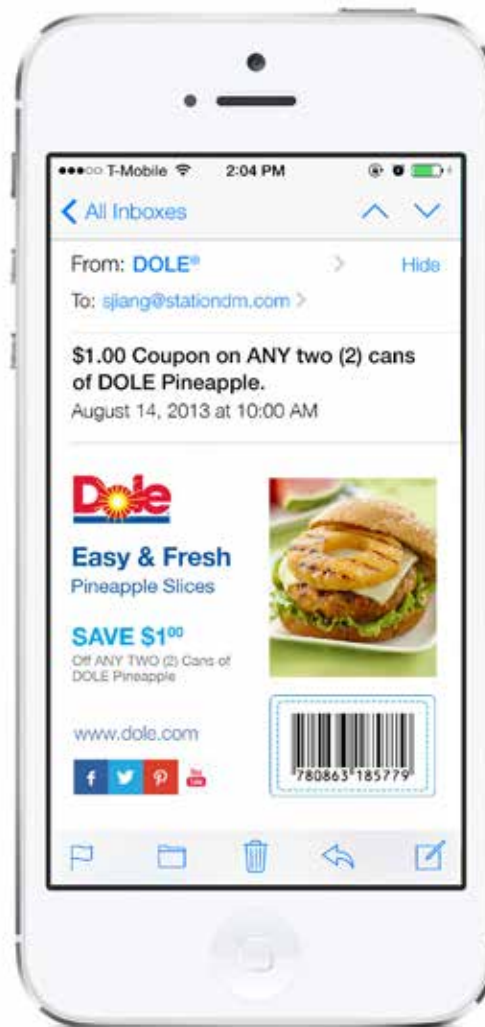 T-Mobile 2:04 PM
All Inboxes
From: DOLE® Hide
To: sjiang@stationdm.com
$1.00 Coupon on ANY two (2) cans
of DOLE Pineapple.
August 14, 2013 at 10:00 AM
Dole
Easy & Fresh
Pineapple Slices
SAVE $1⁰⁰
Off ANY TWO (2) Cans of
DOLE Pineapple
www.dole.com
780863 185779
f You Tube